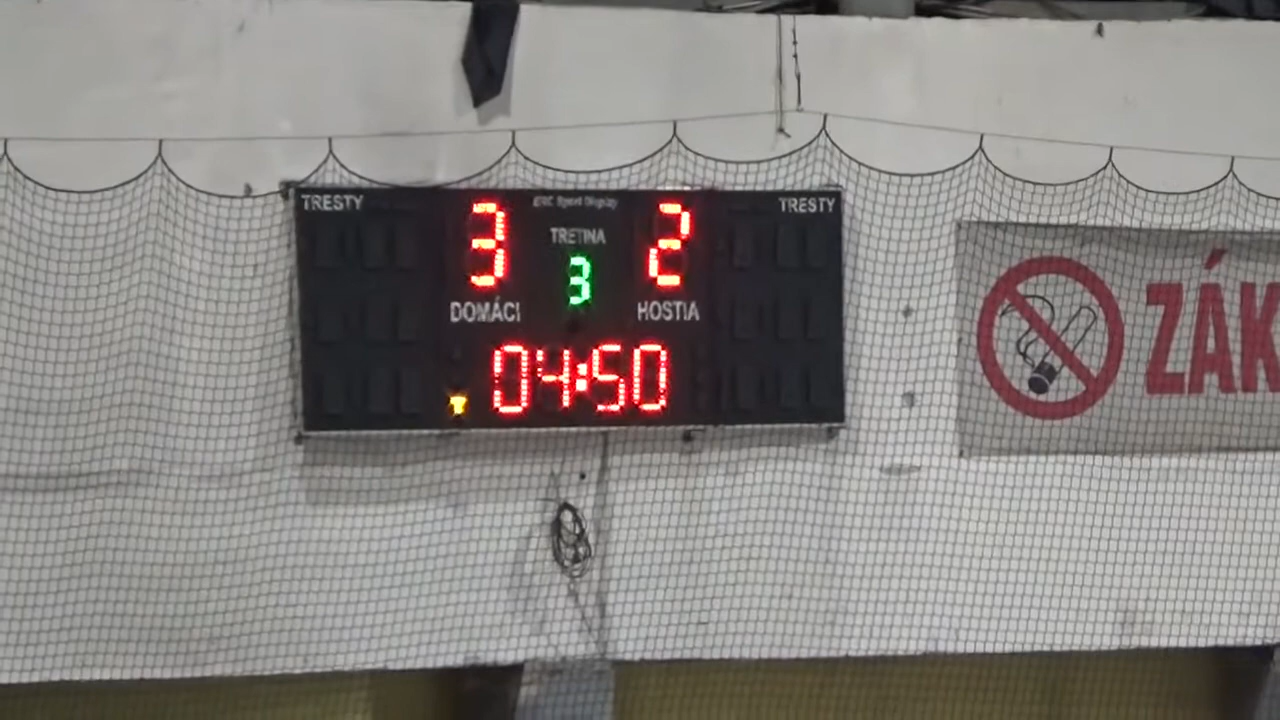 TRESTY
3
2
TRESTY
TRETINA
3
DOMÁCI
HOSTIA
04:50
ZÁK